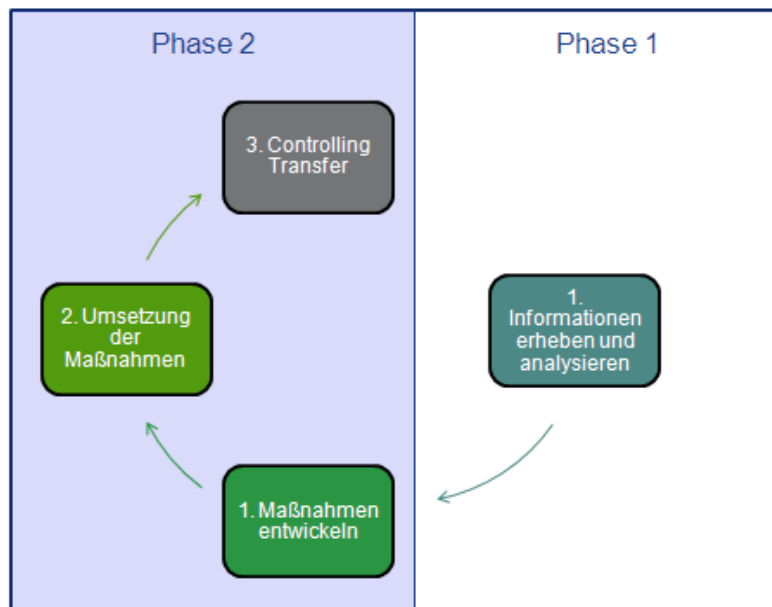 Phase 2
Phase 1
3. Controlling
Transfer
2. Umsetzung
der
Maßnahmen
1.
Informationen
erheben und
analysieren
1. Maßnahmen
entwickeln